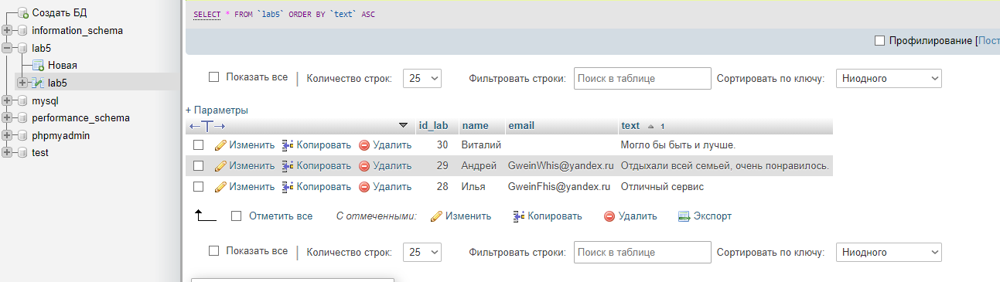 Создать БД
information_schema
lab5
Новая
lab5
mysql
performance_schema
phpmyadmin
test
SELECT * FROM `lab5` ORDER BY `text` ASC
Профилирование [Пост
Показать все | Количество строк: 25 Фильтровать строки: Поиск в таблице Сортировать по ключу: Ниодного
+ Параметры
←T→ id_lab name email text 1
Изменить Копировать Удалить 30 Виталий Могло бы быть и лучше.
Изменить Копировать Удалить 29 Андрей GweinWhis@yandex.ru Отдыхали всей семьей, очень понравилось.
Изменить Копировать Удалить 28 Илья GweinFhis@yandex.ru Отличный сервис
Отметить все С отмеченными: Изменить Копировать Удалить Экспорт
Показать все | Количество строк: 25 Фильтровать строки: Поиск в таблице Сортировать по ключу: Ниодного